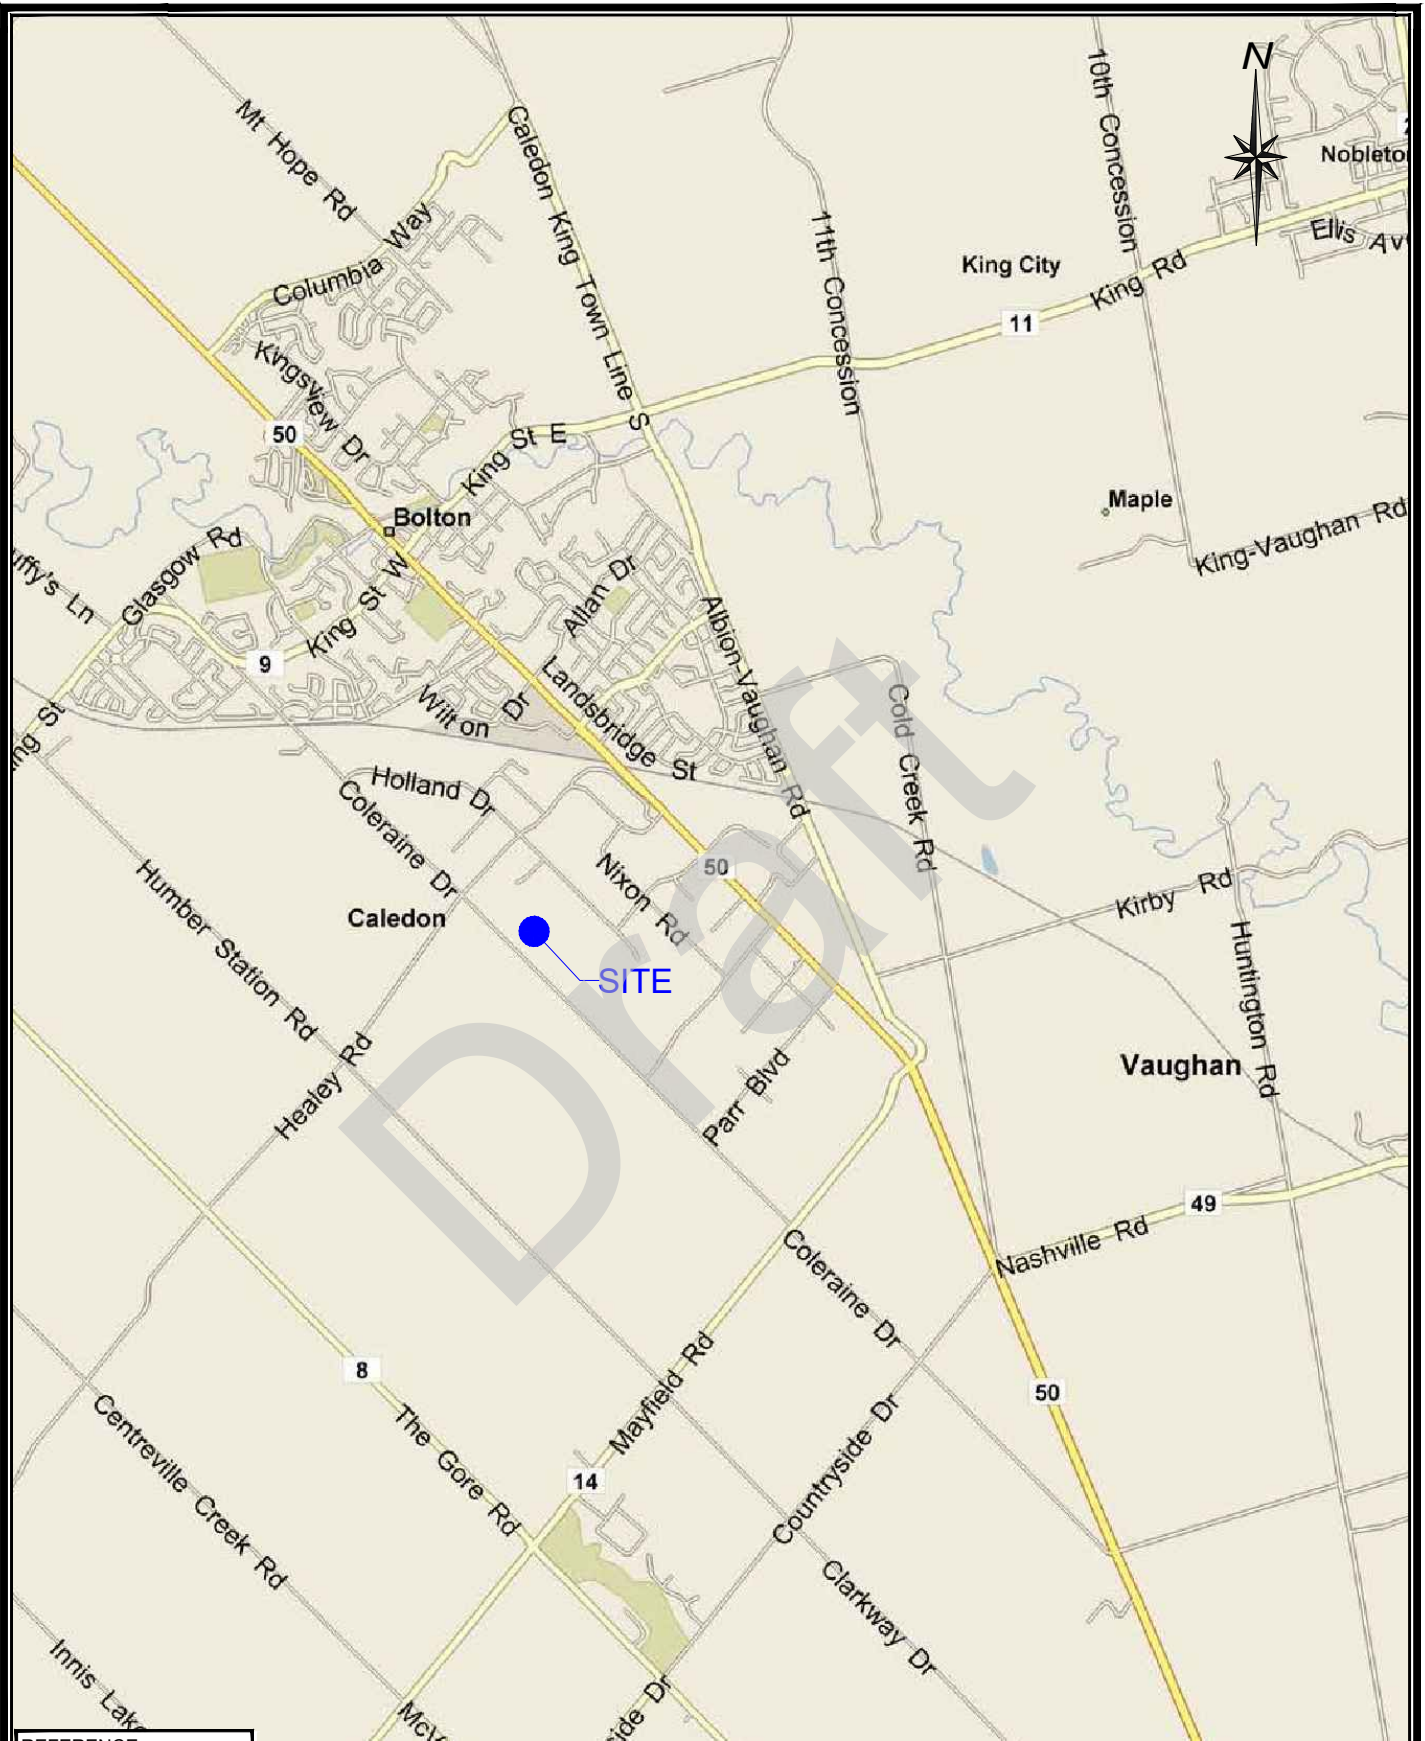 N
10th Concession
Mt Hope Rd
Caledon King Town Line S
Columbia Way
11th Concession
King City
King Rd
Ellis
11
Kingsview Dr
50
King St E
Bolton
Maple
King-Vaughan Rd
Glasgow Rd
Ln
King St W
9
Allan Dr
Albion-Vaughan Rd
Landsbridge St
Wilton Dr
St
Holland Dr
Coleraine Dr
Cold Creek Rd
Humber Station Rd
Caledon
Nixon Rd
50
Kirby Rd
SITE
Huntington Rd
Healey Rd
Vaughan
Parr Blvd
Draft
49
Nashville Rd
Coleraine Dr
8
Mayfield Rd
50
Centreville Creek Rd
The Gore Rd
14
Countryside Dr
Clarkway Dr
Innis
Dr